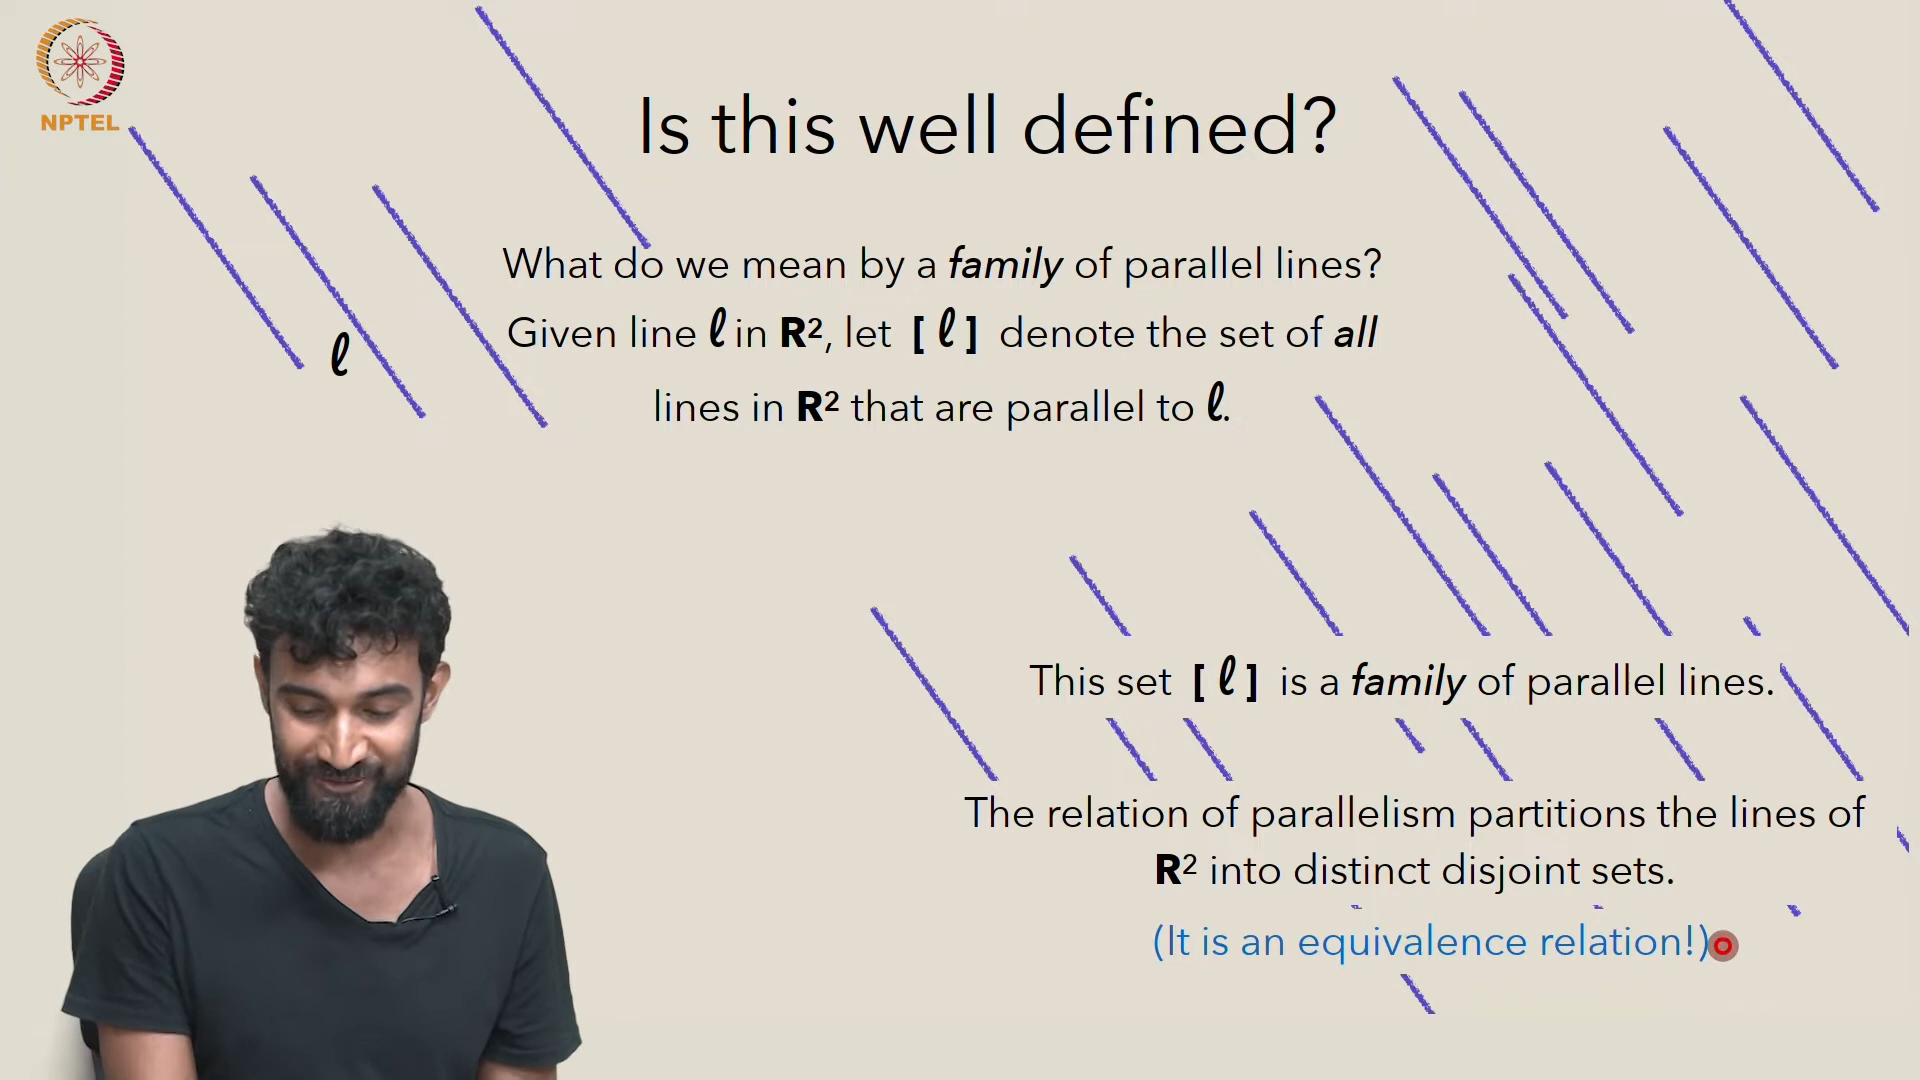 NPTEL
Is this well defined?
What do we mean by a family of parallel lines?
Given line ℓ in R², let [ ℓ ] denote the set of all
lines in R² that are parallel to ℓ.
ℓ
This set [ ℓ ] is a family of parallel lines.
The relation of parallelism partitions the lines of
R² into distinct disjoint sets.
(It is an equivalence relation!)